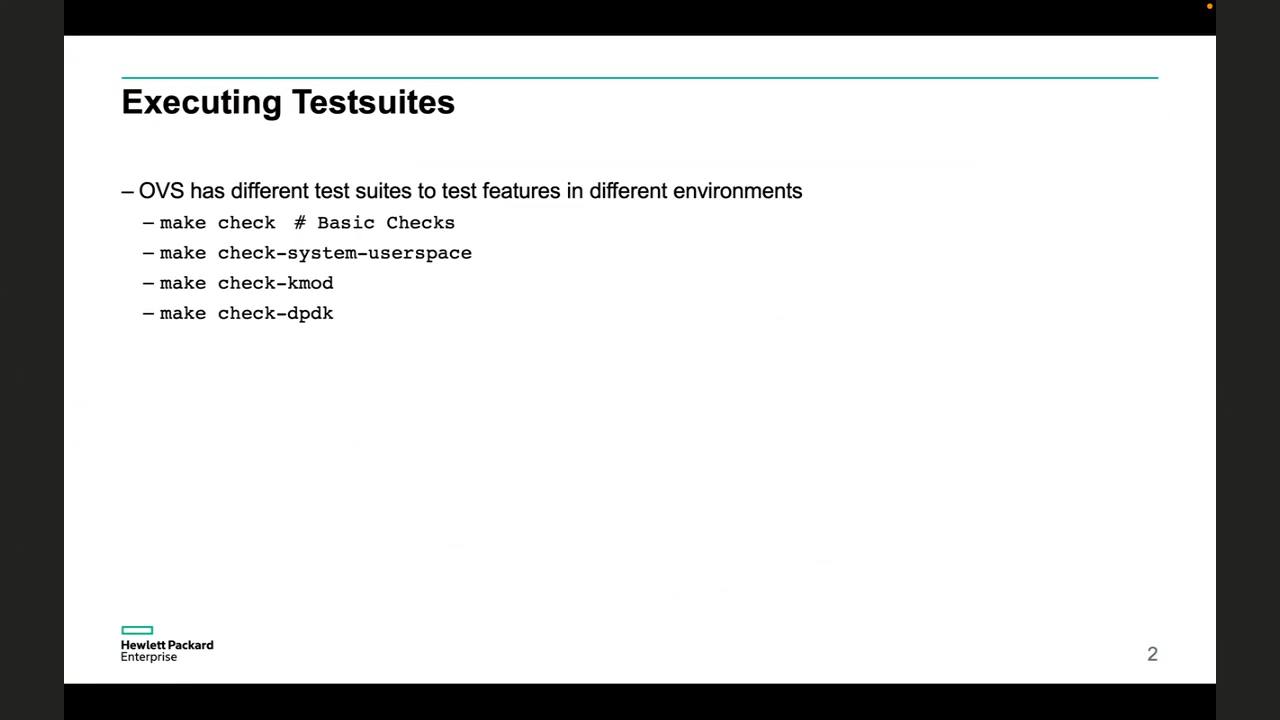 Executing Testsuites
– OVS has different test suites to test features in different environments
– make check # Basic Checks
– make check-system-userspace
– make check-kmod
– make check-dpdk
Hewlett Packard
Enterprise
2